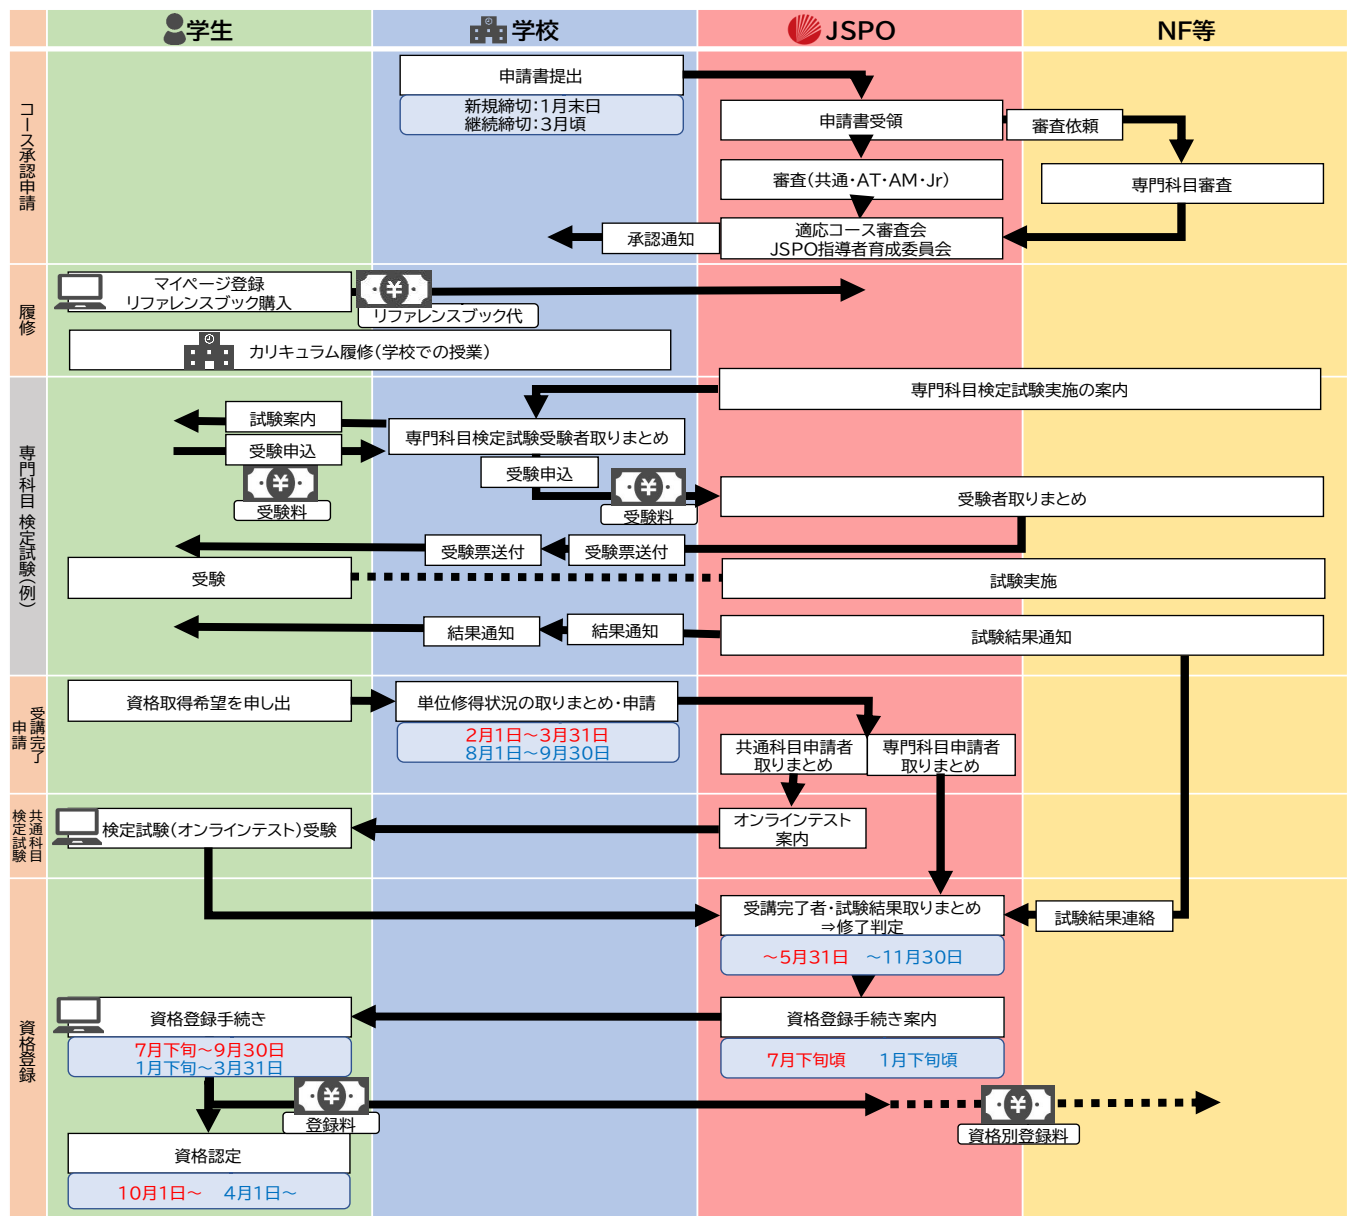 学生
学校
JSPO
NF等
コース承認申請
申請書提出
新規締切：1月末日
継続締切：3月頃
申請書受領
審査依頼
審査（共通・AT・AM・Jr）
専門科目審査
承認通知
適応コース審査会
JSPO指導者育成委員会
履修
マイページ登録
リファレンスブック購入
¥
リファレンスブック代
カリキュラム履修（学校での授業）
専門科目 検定試験（例）
専門科目検定試験実施の案内
試験案内
専門科目検定試験受験者取りまとめ
受験申込
¥
受験料
受験申込
¥
受験料
受験者取りまとめ
受験票送付
受験票送付
受験
試験実施
結果通知
結果通知
試験結果通知
受講完了
申請
資格取得希望を申し出
単位修得状況の取りまとめ・申請
2月1日～3月31日
8月1日～9月30日
共通科目申請者
取りまとめ
専門科目申請者
取りまとめ
共通科目
検定試験
検定試験（オンラインテスト）受験
オンラインテスト
案内
資格登録
受講完了者・試験結果取りまとめ
⇒修了判定
～5月31日 ～11月30日
試験結果連絡
資格登録手続き
7月下旬～9月30日
1月下旬～3月31日
資格登録手続き案内
7月下旬頃 1月下旬頃
¥
登録料
¥
資格別登録料
資格認定
10月1日～ 4月1日～